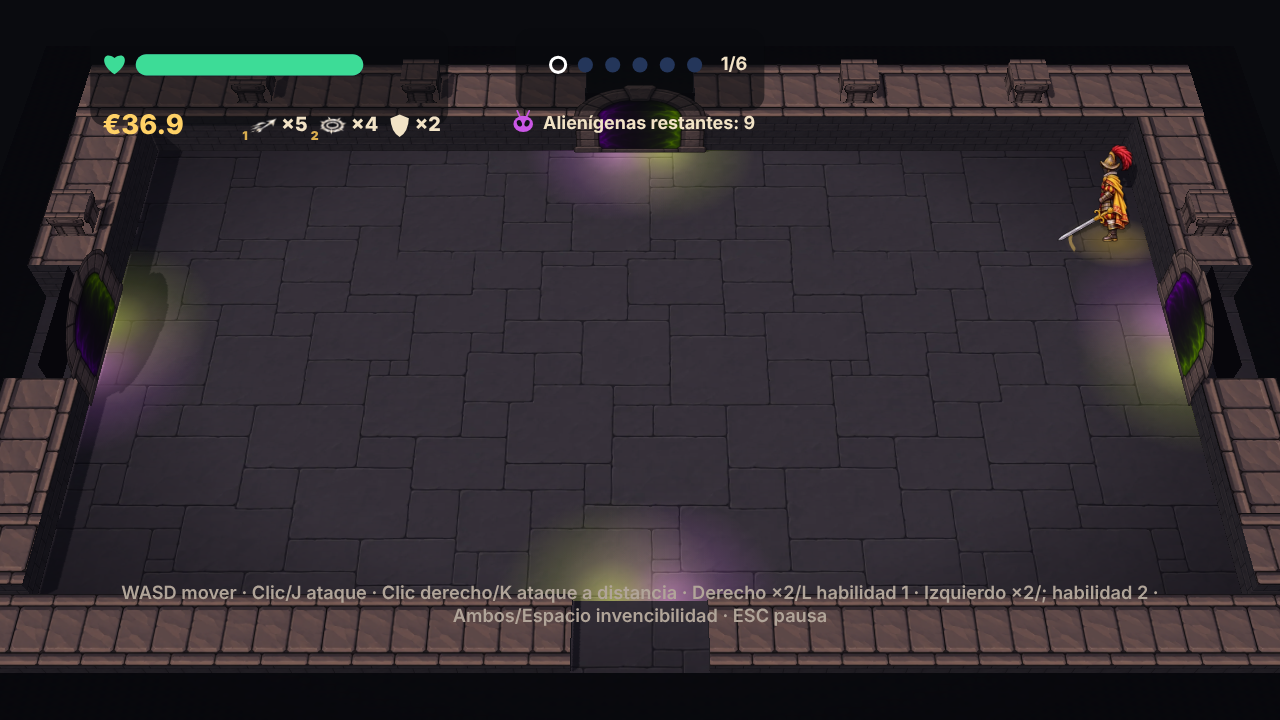 1/6
€36.9
1 ×5 2 ×4 ×2
Alienígenas restantes: 9
WASD mover · Clic/J ataque · Clic derecho/K ataque a distancia · Derecho ×2/L habilidad 1 · Izquierdo ×2/; habilidad 2 ·
Ambos/Espacio invencibilidad · ESC pausa